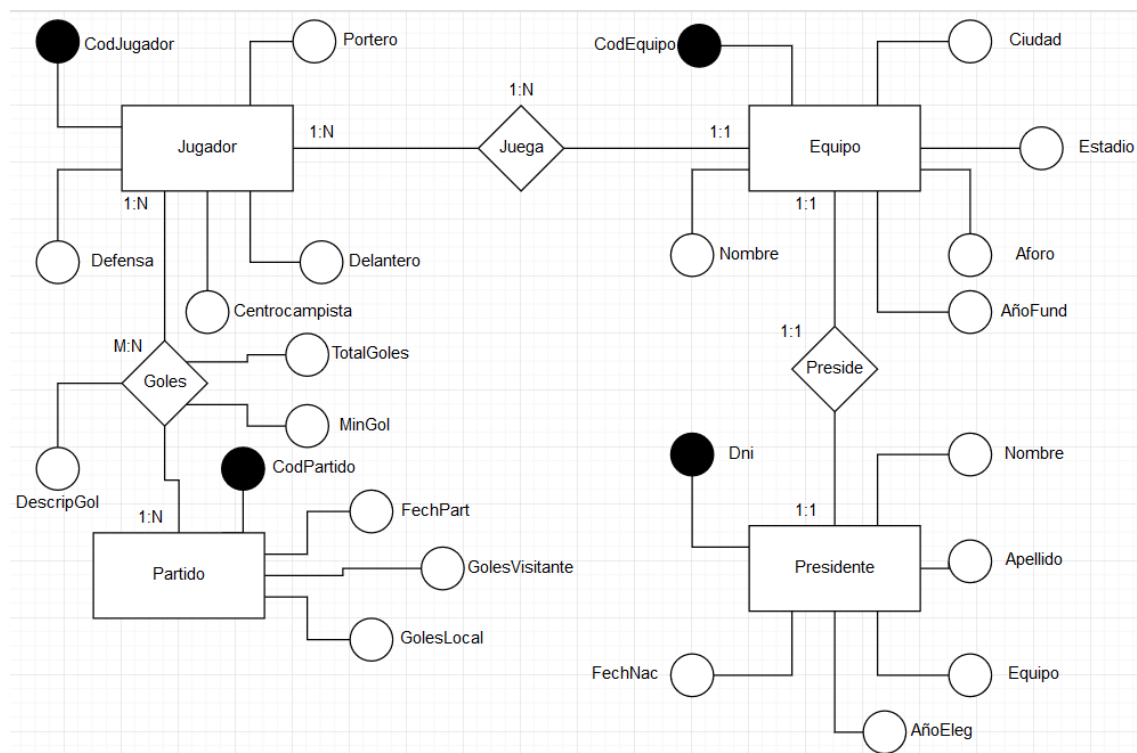 CodJugador
Portero
CodEquipo
Ciudad
1:N
1:N
1:1
Jugador
Juega
Equipo
Estadio
1:N
1:1
Defensa
Delantero
Nombre
Aforo
Centrocampista
AñoFund
M:N
TotalGoles
1:1
Goles
Preside
MinGol
CodPartido
Dni
Nombre
DescripGol
1:N
FechPart
1:1
Partido
GolesVisitante
Presidente
Apellido
GolesLocal
FechNac
Equipo
AñoEleg